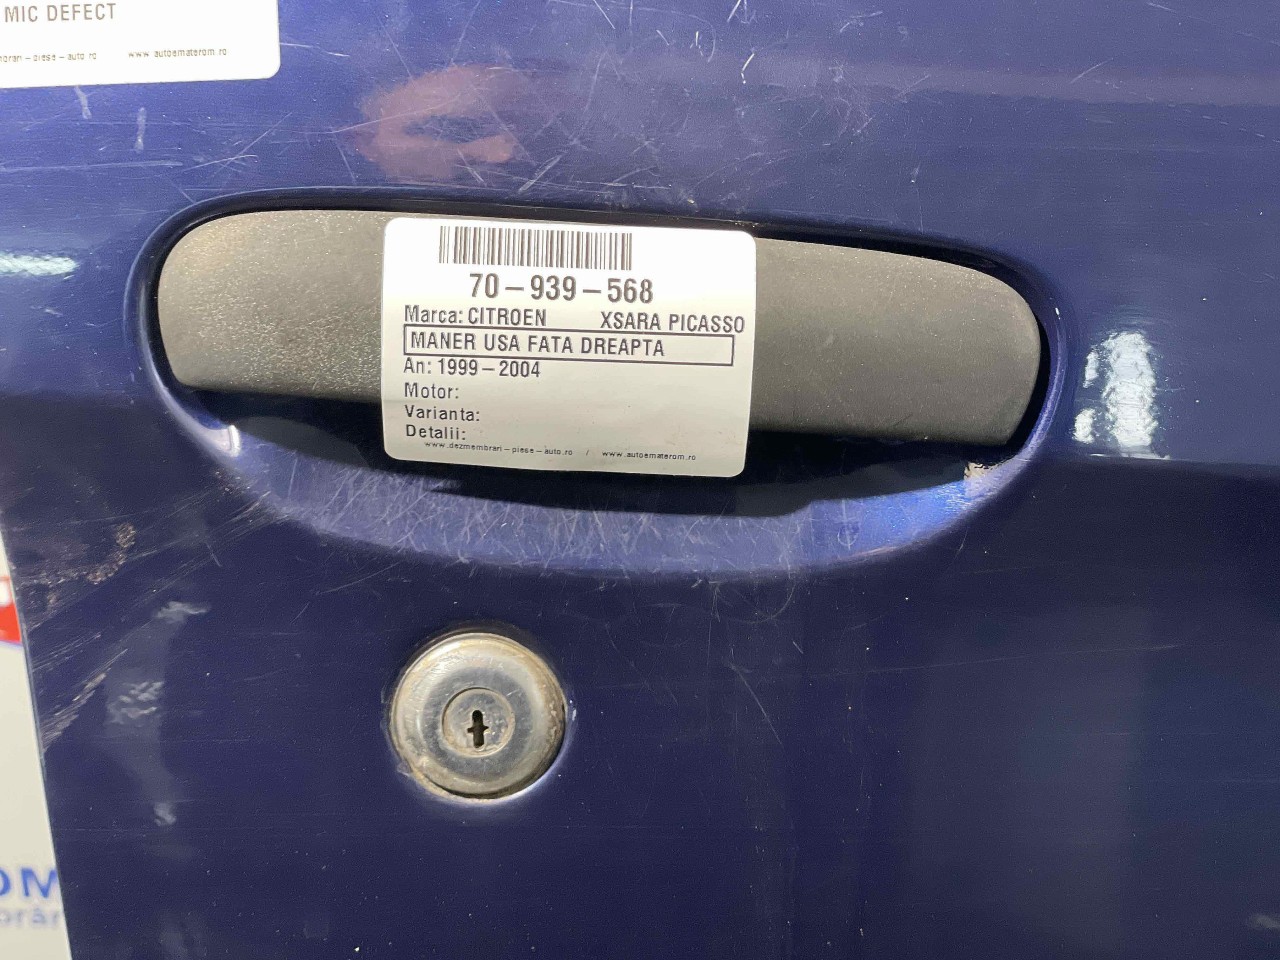 MIC DEFECT
www.autoematerom.ro
70-939-568
Marca: CITROEN XSARA PICASSO
MANER USA FATA DREAPTA
An: 1999-2004
Motor:
Varianta:
Detalii:
www.dezmembrari-piese-auto.ro / www.autoematerom.ro